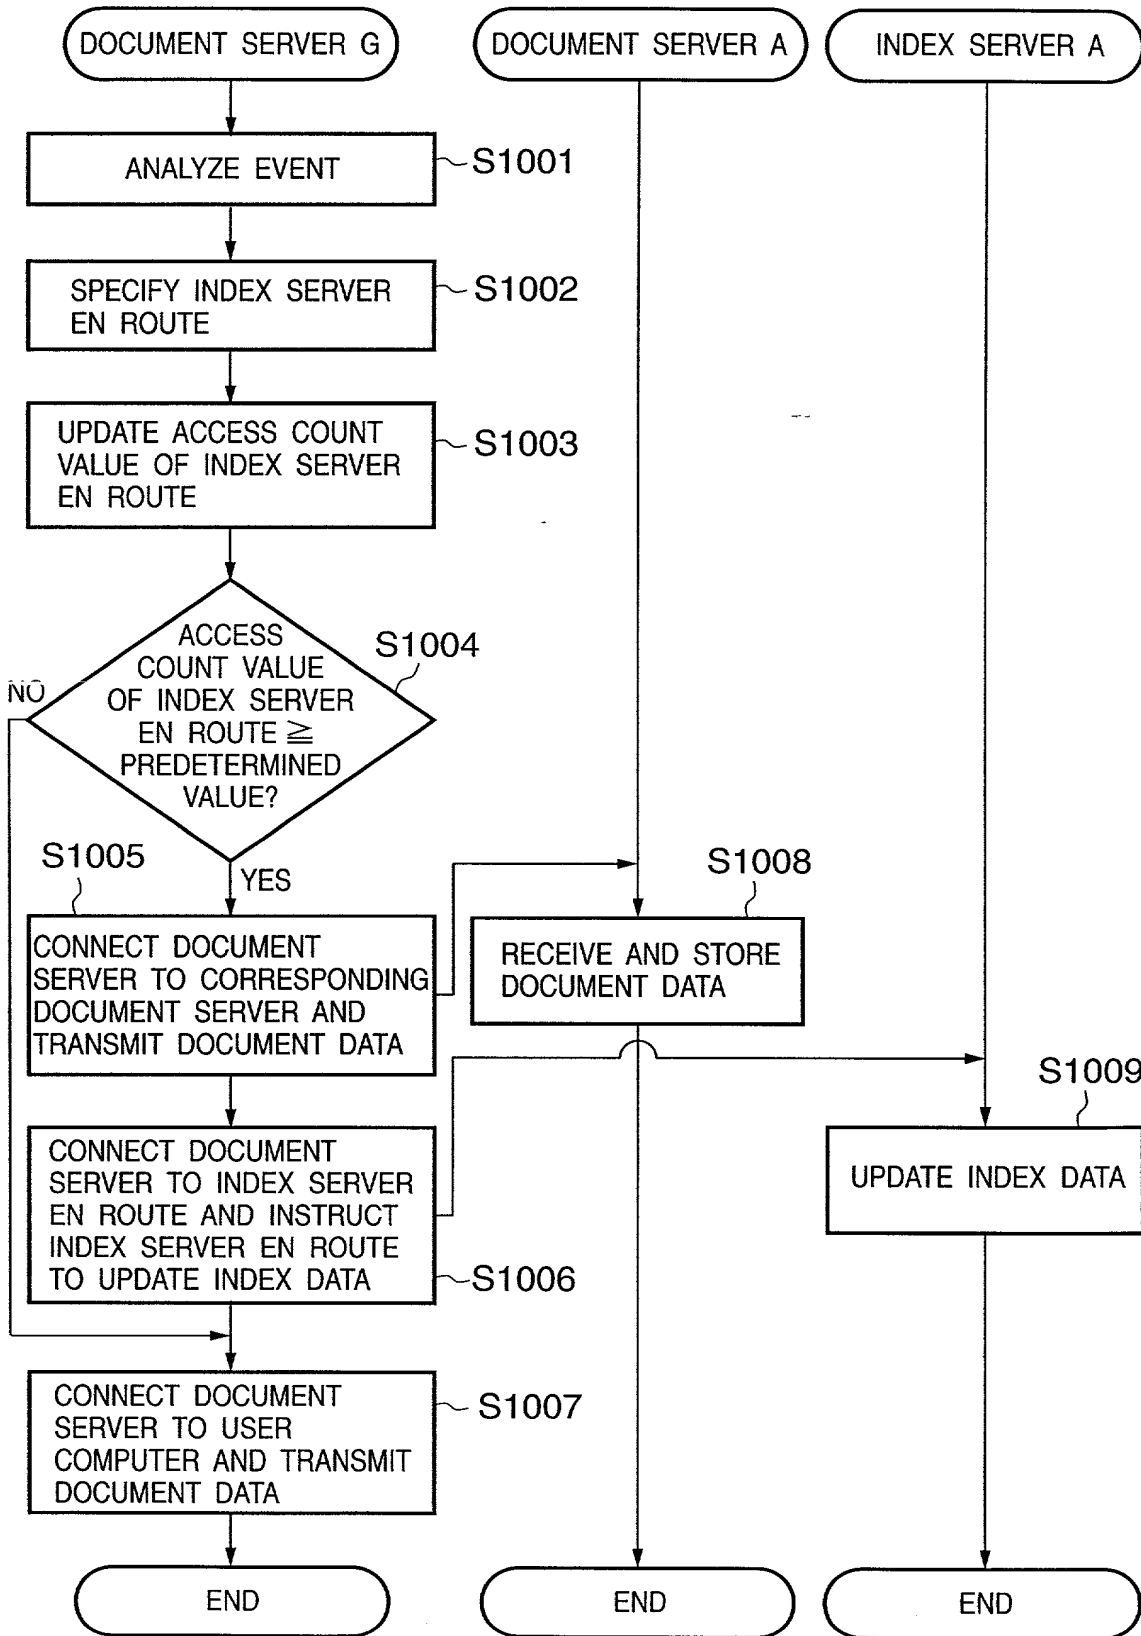 DOCUMENT SERVER G
DOCUMENT SERVER A
INDEX SERVER A
ANALYZE EVENT
S1001
SPECIFY INDEX SERVER
EN ROUTE
S1002
UPDATE ACCESS COUNT
VALUE OF INDEX SERVER
EN ROUTE
S1003
ACCESS
COUNT VALUE
OF INDEX SERVER
EN ROUTE ≧
PREDETERMINED
VALUE?
S1004
NO
YES
S1005
CONNECT DOCUMENT
SERVER TO CORRESPONDING
DOCUMENT SERVER AND
TRANSMIT DOCUMENT DATA
S1008
RECEIVE AND STORE
DOCUMENT DATA
S1009
UPDATE INDEX DATA
CONNECT DOCUMENT
SERVER TO INDEX SERVER
EN ROUTE AND INSTRUCT
INDEX SERVER EN ROUTE
TO UPDATE INDEX DATA
S1006
CONNECT DOCUMENT
SERVER TO USER
COMPUTER AND TRANSMIT
DOCUMENT DATA
S1007
END
END
END